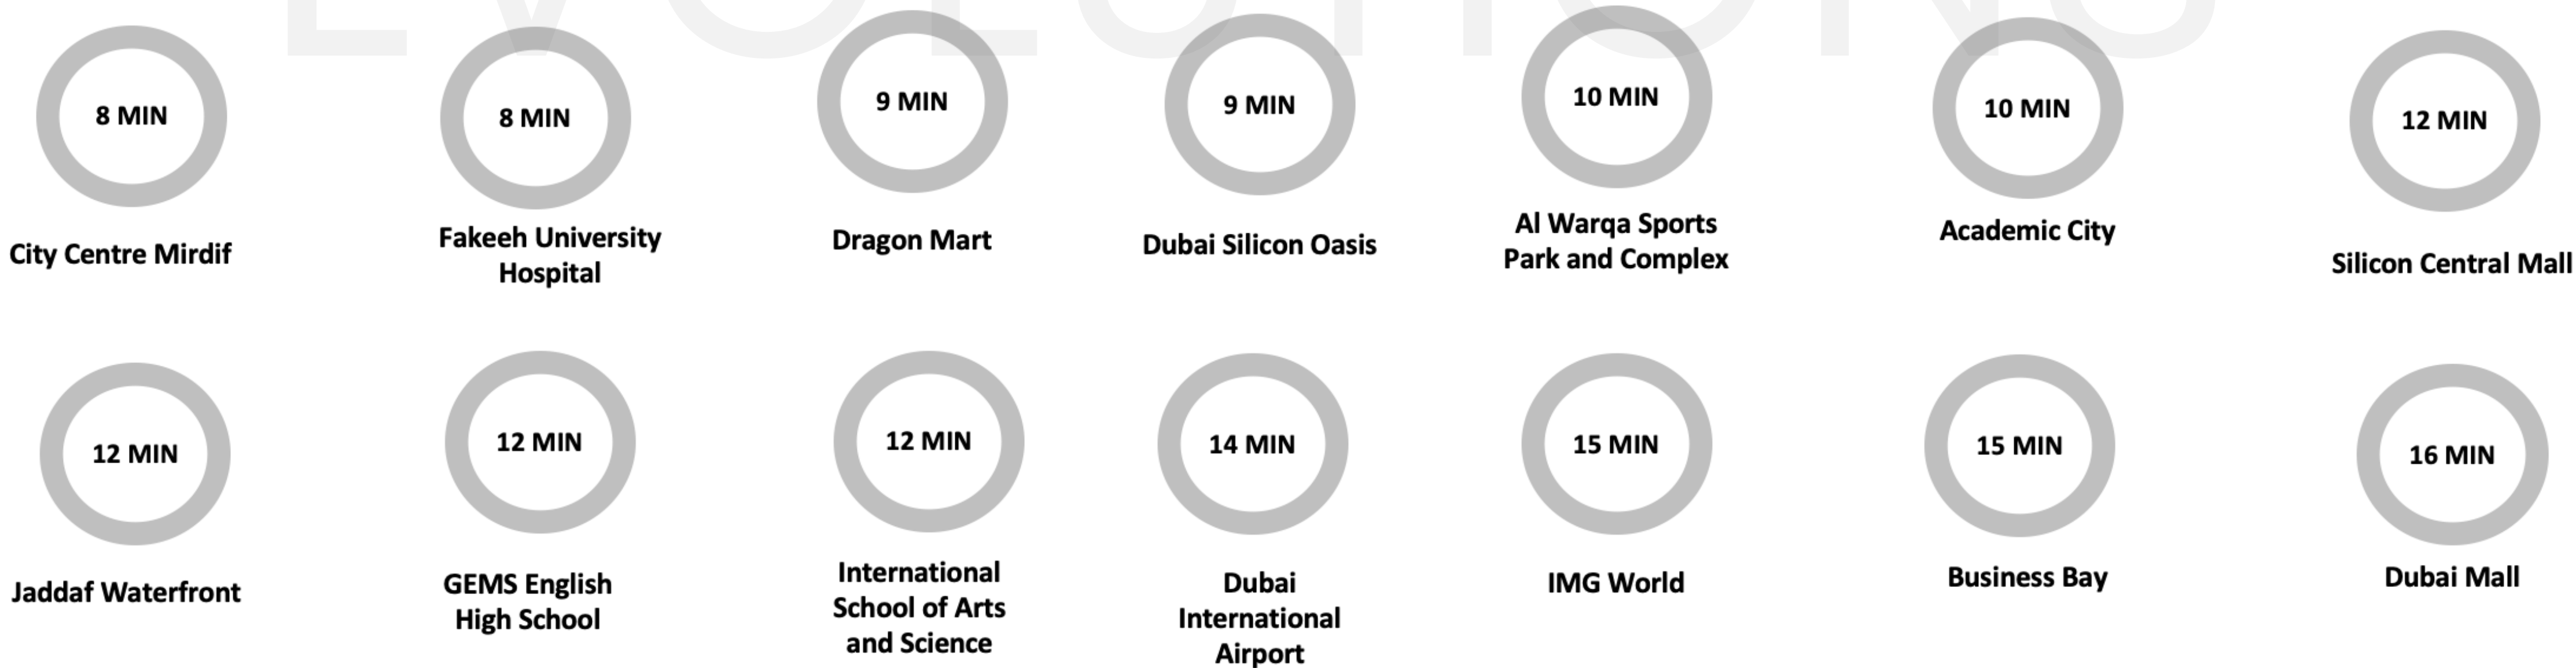 EVOLUTIONS
8 MIN
City Centre Mirdif
8 MIN
Fakeeh University
Hospital
9 MIN
Dragon Mart
9 MIN
Dubai Silicon Oasis
10 MIN
Al Warqa Sports
Park and Complex
10 MIN
Academic City
12 MIN
Silicon Central Mall
12 MIN
Jaddaf Waterfront
12 MIN
GEMS English
High School
12 MIN
International
School of Arts
and Science
14 MIN
Dubai
International
Airport
15 MIN
IMG World
15 MIN
Business Bay
16 MIN
Dubai Mall